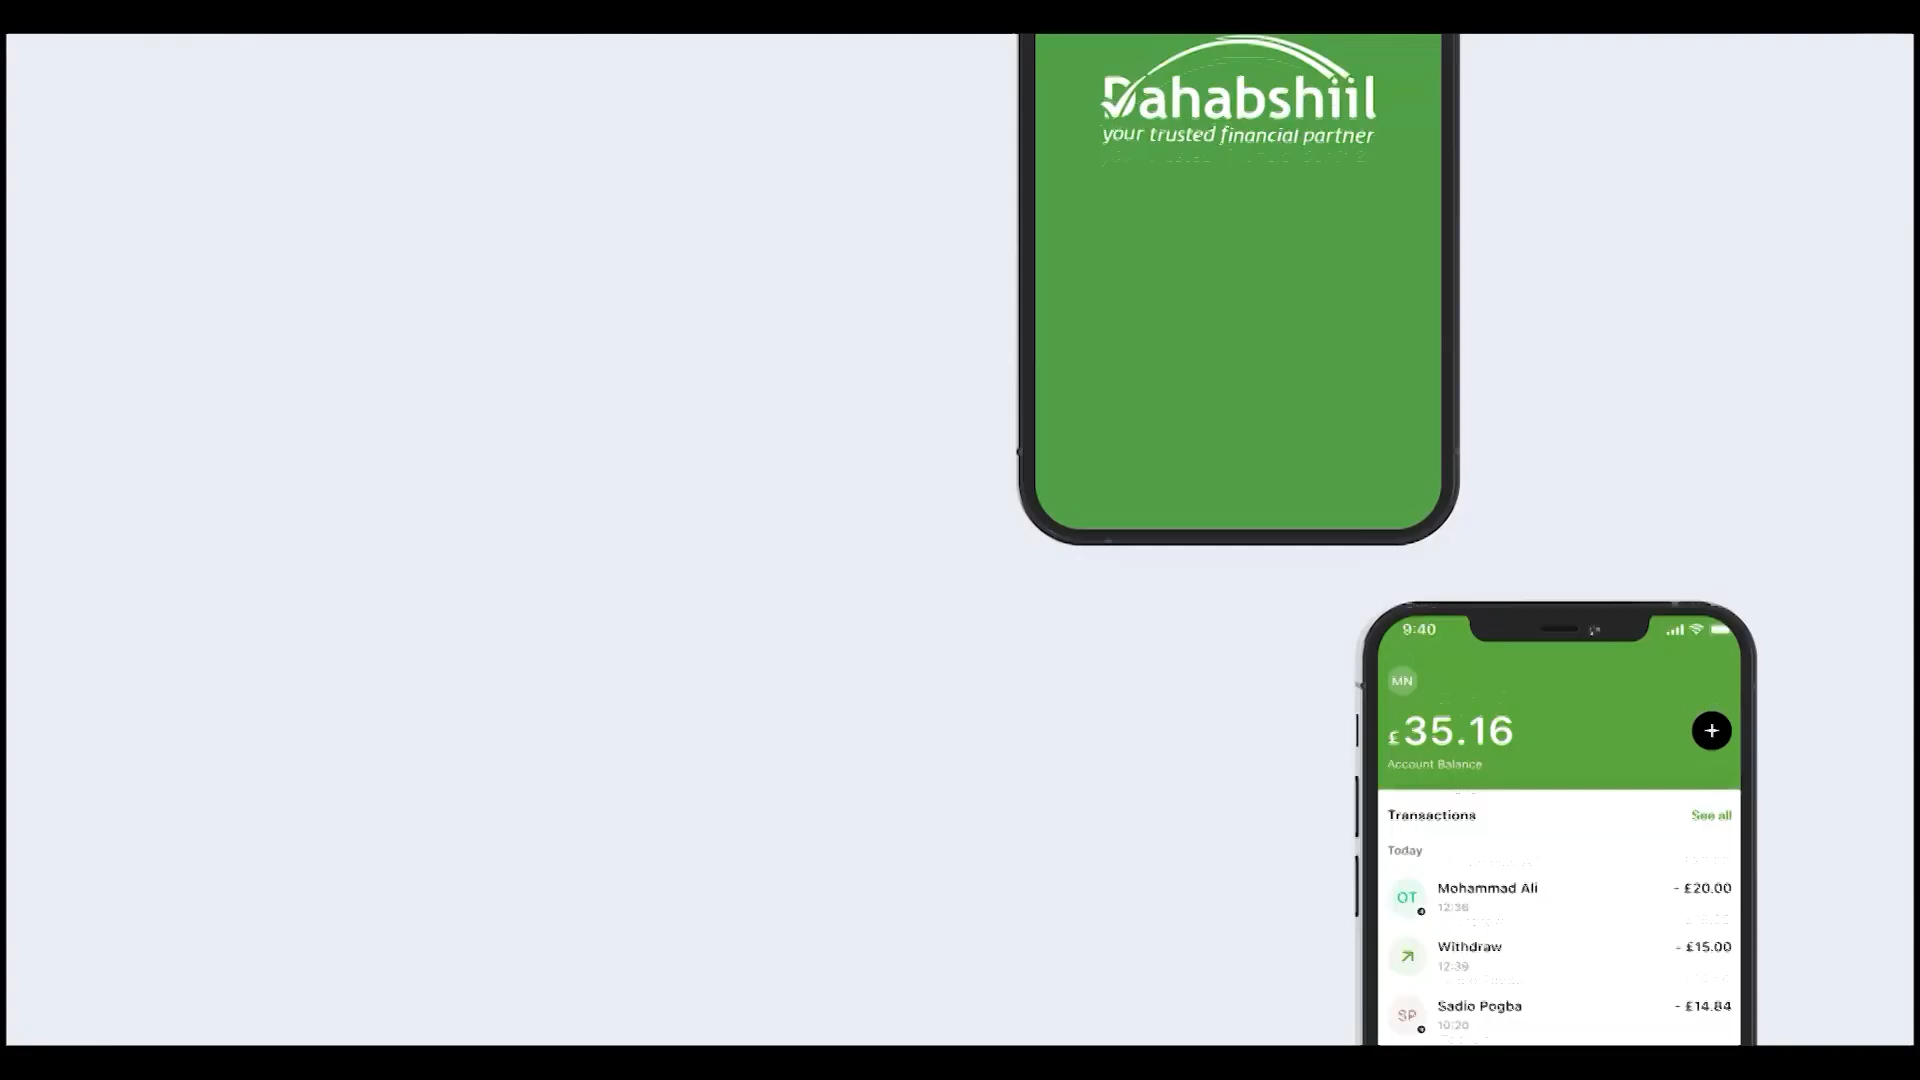 Dahabshiil
your trusted financial partner
9:40
MN
£35.16
Account Balance
Transactions
See all
Today
OT
Mohammad Ali
- £20.00
12:36
Withdraw
- £15.00
12:39
SP
Sadio Pogba
- £14.84
10:20